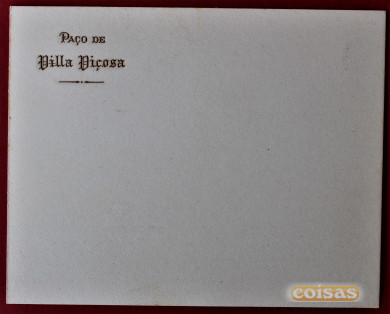 Paço de
Villa Viçosa
coisas